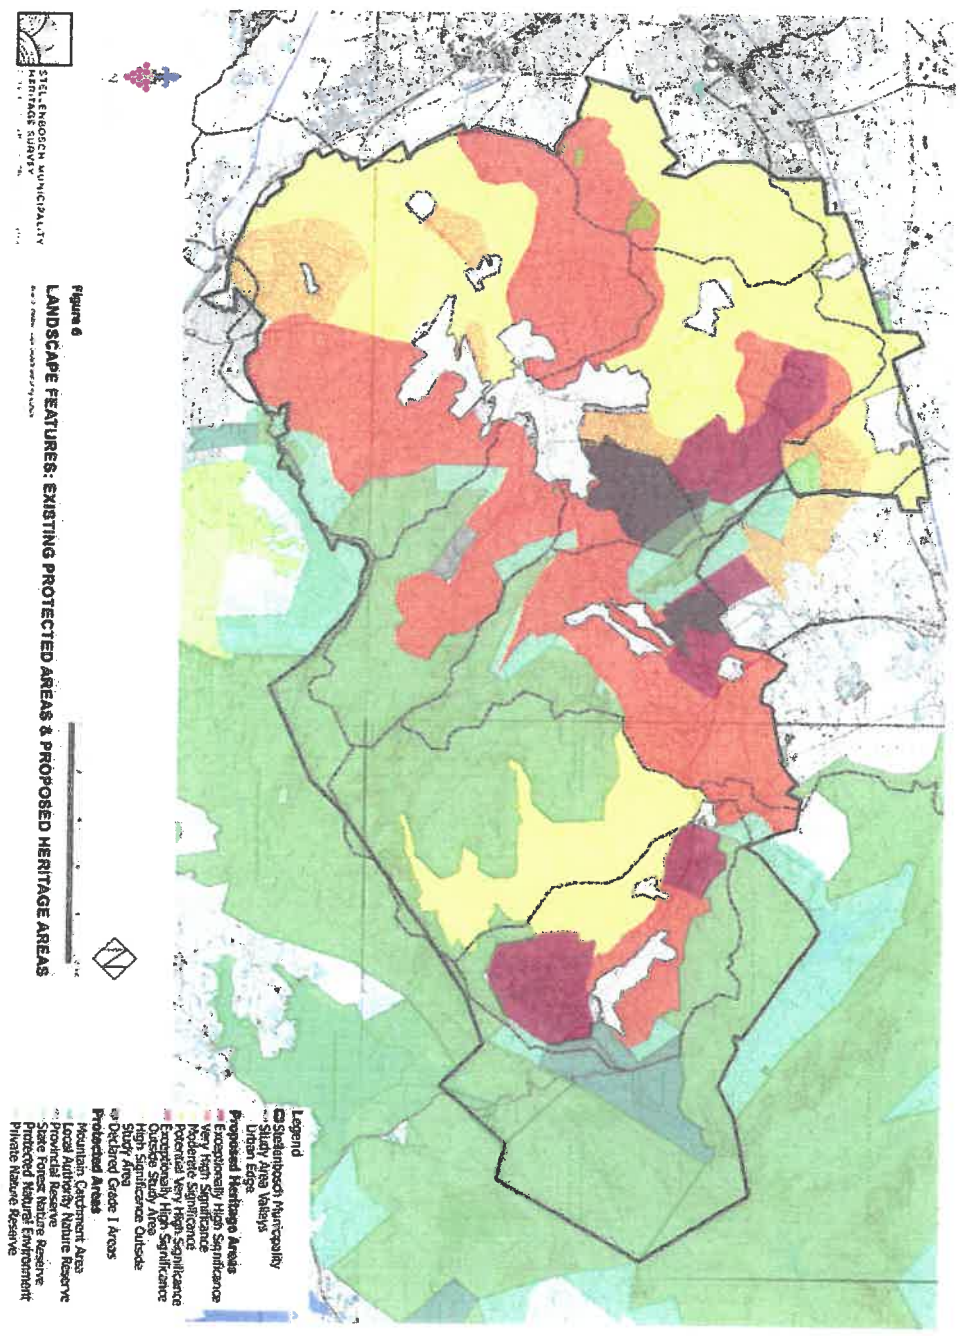 STELLENBOSCH MUNICIPALITY
HERITAGE SURVEY
Figure 6
LANDSCAPE FEATURES: EXISTING PROTECTED AREAS & PROPOSED HERITAGE AREAS
Legend
Stellenbosch Municipality
Study Area Valleys
Urban Edge
Proposed Heritage Areas
Exceptionally High Significance
Very High Significance
Moderate Significance
Potential Very High Significance
Exceptionally High Significance
Outside Study Area
High Significance Outside
Study Area
Declared Grade 1 Areas
Protected Areas
Mountain Catchment Area
Local Authority Nature Reserve
Provincial Reserve
State Forest Nature Reserve
Protected Natural Environment
Private Nature Reserve